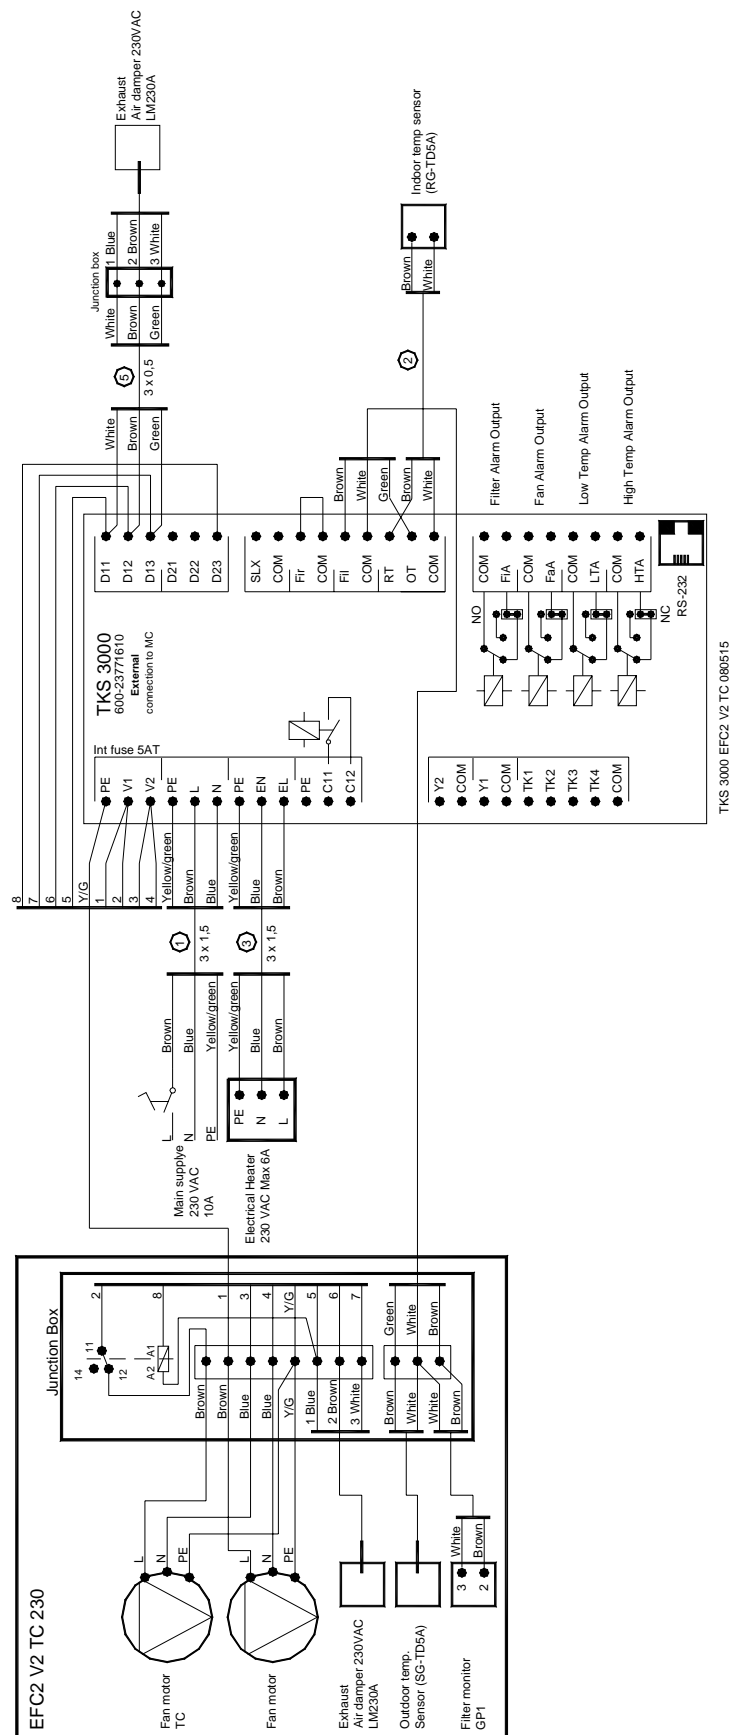 EFC2 V2 TC 230
Fan motor
TC
Fan motor
Exhaust
Air damper 230VAC
LM230A
Outdoor temp.
Sensor (SG-TD5A)
Filter monitor
GP1
L
N
PE
L
N
PE
3
2
White
Brown
Junction Box
14
11
12
A2
A1
2
8
1
3
4
Y/G
5
6
7
Brown
Brown
Blue
Blue
Y/G
1 Blue
2 Brown
3 White
Green
White
Brown
Brown
White
White
Brown
Main supplye
230 VAC
10A
L
N
PE
Brown
Blue
Yellow/green
1
3 x 1,5
Electrical Heater
230 VAC Max 6A
PE
N
L
Yellow/green
Blue
Brown
3
3 x 1,5
8
7
6
5
Y/G
1
2
3
4
Yellow/green
Brown
Blue
Yellow/green
Blue
Brown
Int fuse 5AT
PE
V1
V2
PE
L
N
PE
EN
EL
PE
C11
C12
Y2
COM
Y1
COM
TK1
TK2
TK3
TK4
COM
TKS 3000
600-23771610
External
connection to MC
D11
D12
D13
D21
D22
D23
SLX
COM
Fir
COM
Fil
COM
RT
OT
COM
NO
NC
COM
FiA
COM
FaA
COM
LTA
COM
HTA
RS-232
White
Brown
Green
5
3 x 0,5
White
Brown
Green
Junction box
1 Blue
2 Brown
3 White
Exhaust
Air damper 230VAC
LM230A
Brown
White
Green
Brown
White
2
Brown
White
Indoor temp sensor
(RG-TD5A)
Filter Alarm Output
Fan Alarm Output
Low Temp Alarm Output
High Temp Alarm Output
TKS 3000 EFC2 V2 TC 080515